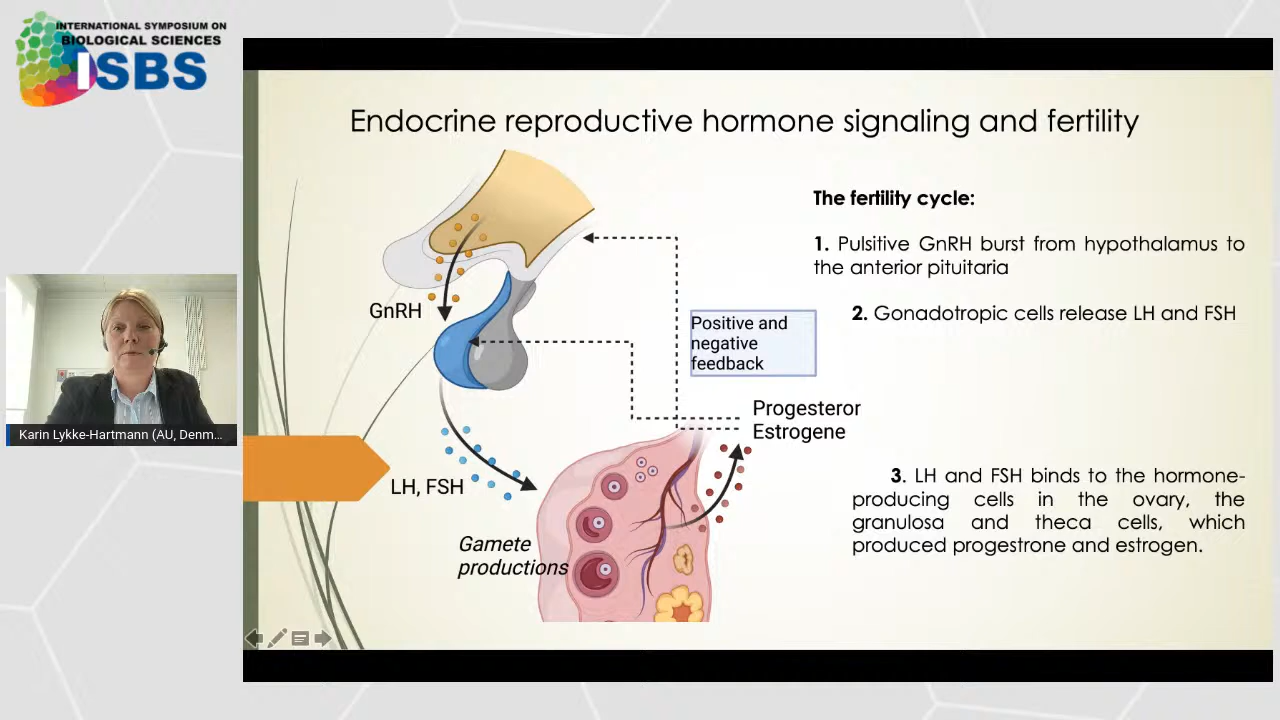 INTERNATIONAL SYMPOSIUM ON
BIOLOGICAL SCIENCES
ISBS
Endocrine reproductive hormone signaling and fertility
The fertility cycle:
1. Pulsitive GnRH burst from hypothalamus to
the anterior pituitaria
GnRH
2. Gonadotropic cells release LH and FSH
Positive and
negative
feedback
Progesteror
Estrogene
Karin Lykke-Hartmann (AU, Denm...
LH, FSH
3. LH and FSH binds to the hormone-
producing cells in the ovary, the
granulosa and theca cells, which
produced progestrone and estrogen.
Gamete
productions